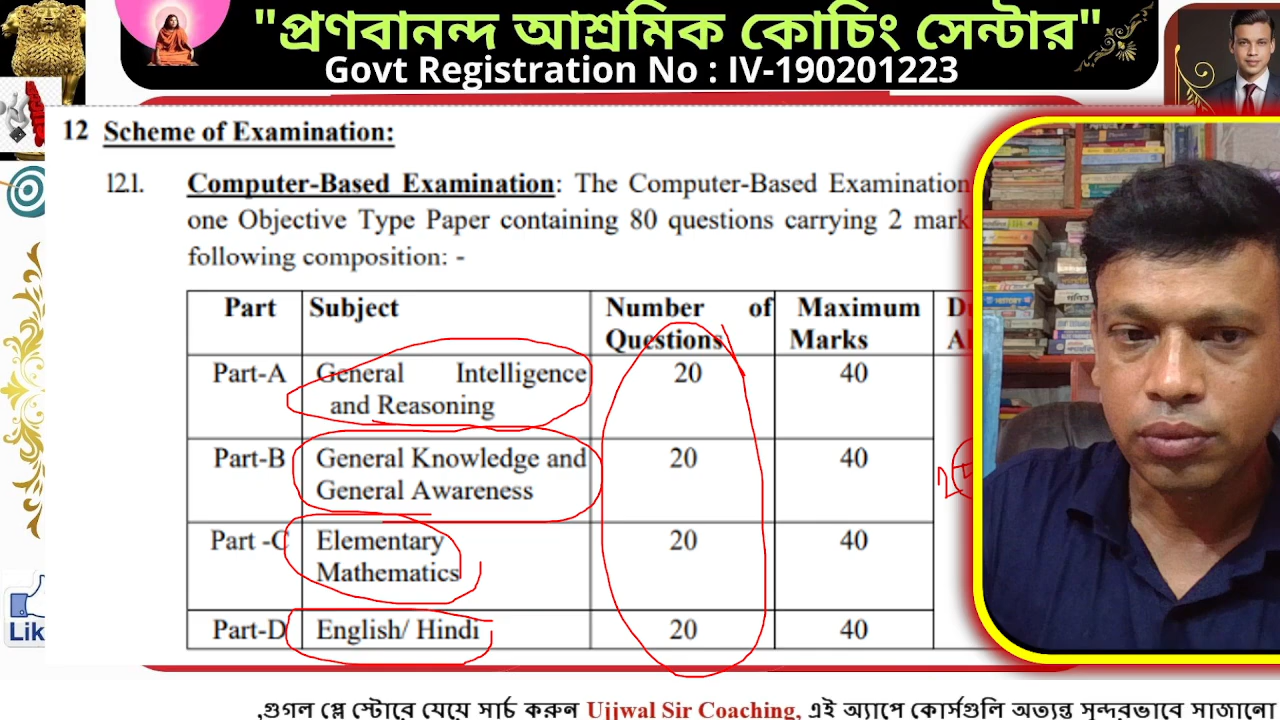 "প্রণবানন্দ আশ্রমিক কোচিং সেন্টার"
Govt Registration No : IV-190201223
12 Scheme of Examination:
12.1. Computer-Based Examination: The Computer-Based Examination
one Objective Type Paper containing 80 questions carrying 2 mark
following composition: -
Part Subject Number of Questions Maximum Marks
Part-A General Intelligence and Reasoning 20 40
Part-B General Knowledge and General Awareness 20 40
Part -C Elementary Mathematics 20 40
Part-D English/ Hindi 20 40
Lik
,গুগল প্লে স্টোরে যেয়ে সার্চ করুন Ujjwal Sir Coaching, এই অ্যাপে কোর্সগুলি অত্যন্ত সুন্দরভাবে সাজানো